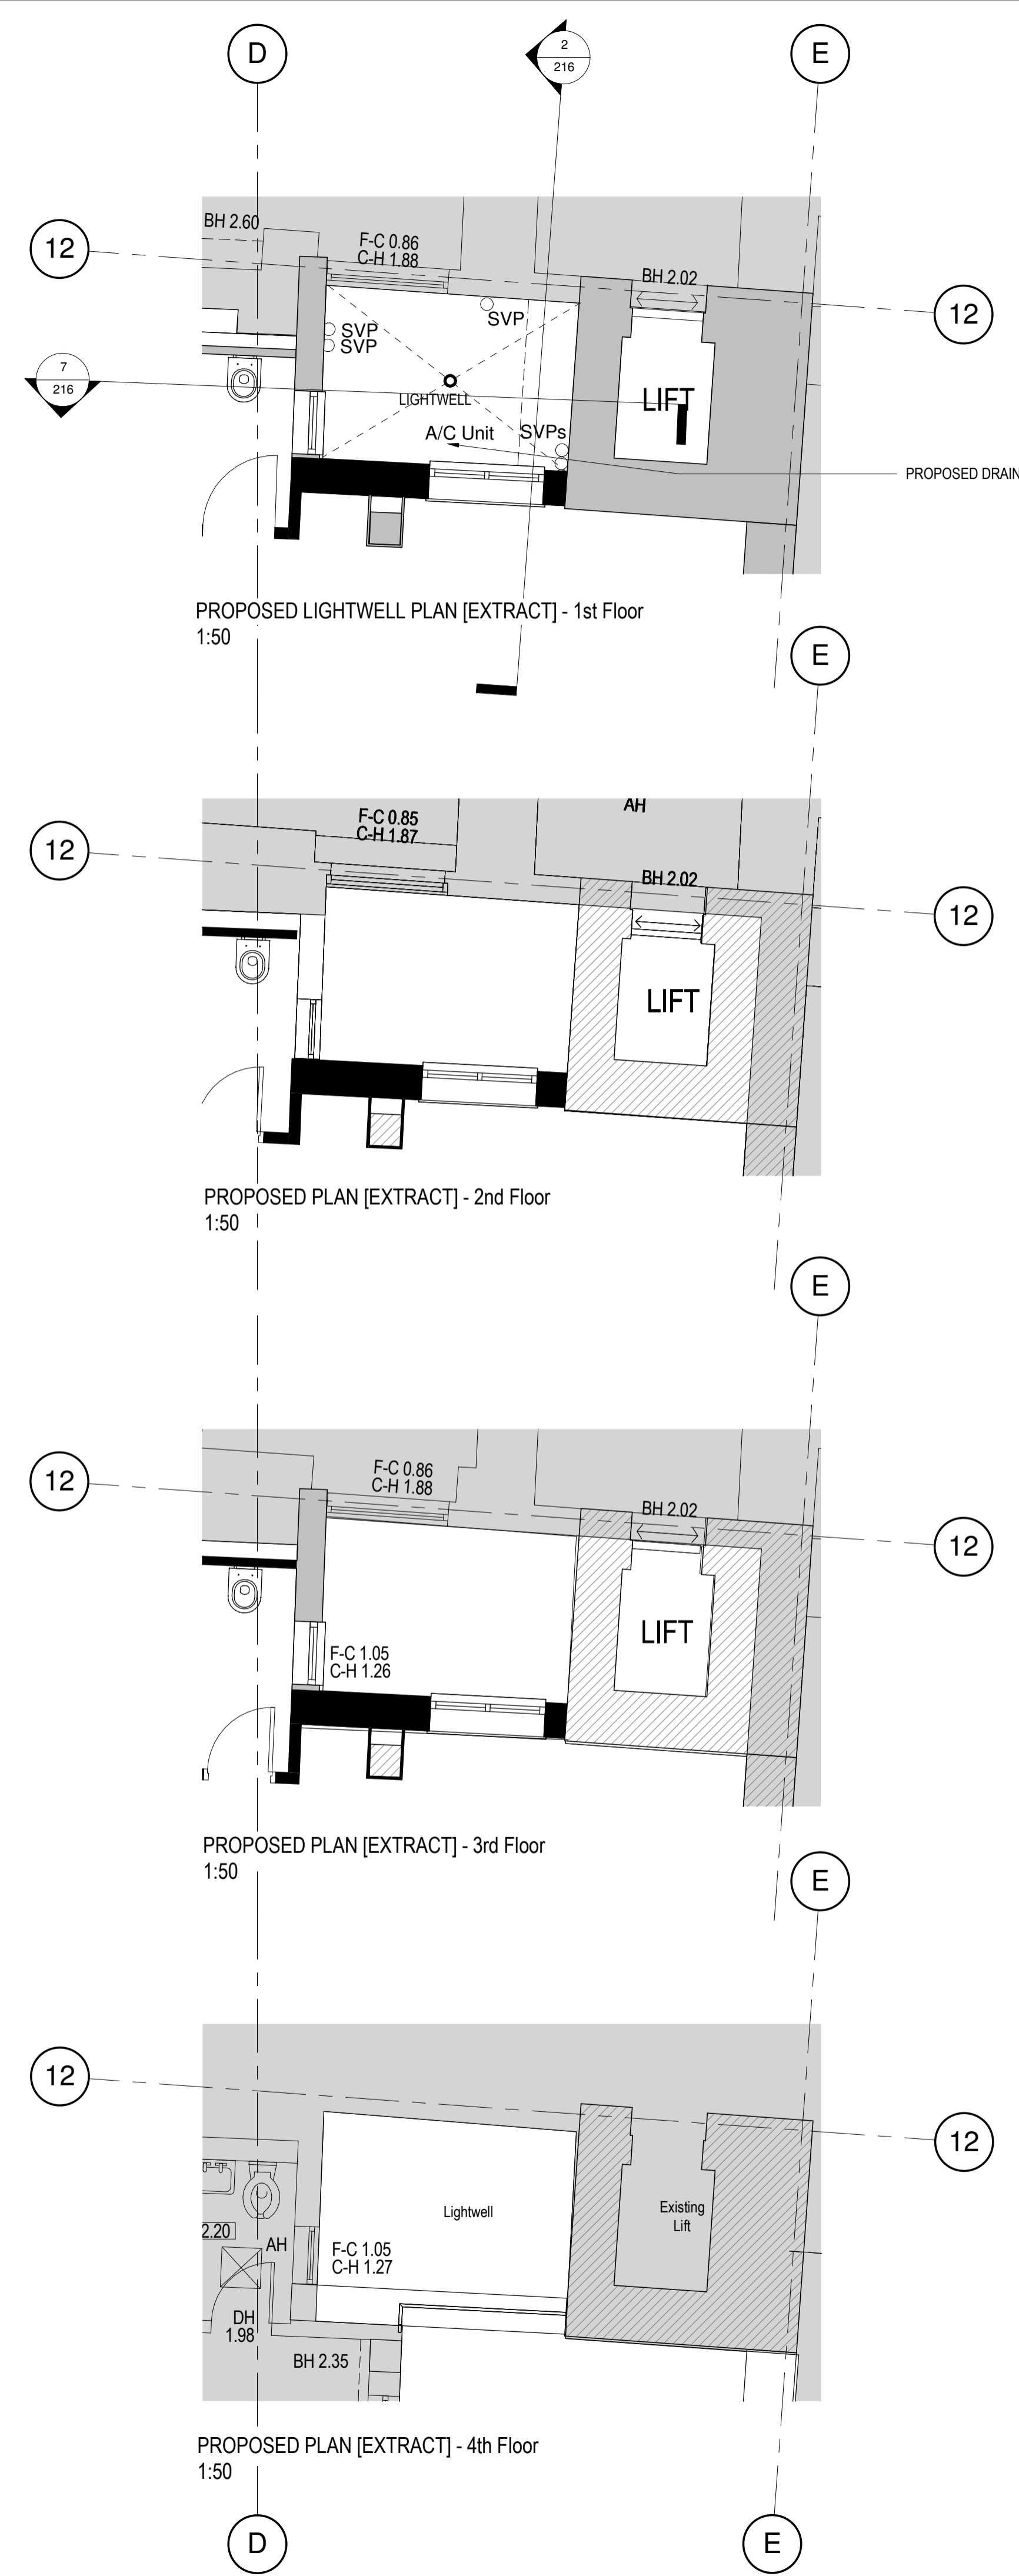 D
2
216
E
BH 2.60
F-C 0.86
C-H 1.88
12
BH 2.02
12
SVP
SVP
SVP
7
216
LIGHTWELL
LIFT
A/C Unit
SVPs
PROPOSED DRAIN
PROPOSED LIGHTWELL PLAN [EXTRACT] - 1st Floor
1:50
E
AH
F-C 0.85
C-H 1.87
12
BH 2.02
12
LIFT
PROPOSED PLAN [EXTRACT] - 2nd Floor
1:50
E
F-C 0.86
C-H 1.88
12
BH 2.02
12
LIFT
F-C 1.05
C-H 1.26
PROPOSED PLAN [EXTRACT] - 3rd Floor
1:50
E
12
12
Lightwell
Existing
Lift
2.20
AH
F-C 1.05
C-H 1.27
DH
1.98
BH 2.35
PROPOSED PLAN [EXTRACT] - 4th Floor
1:50
D
E